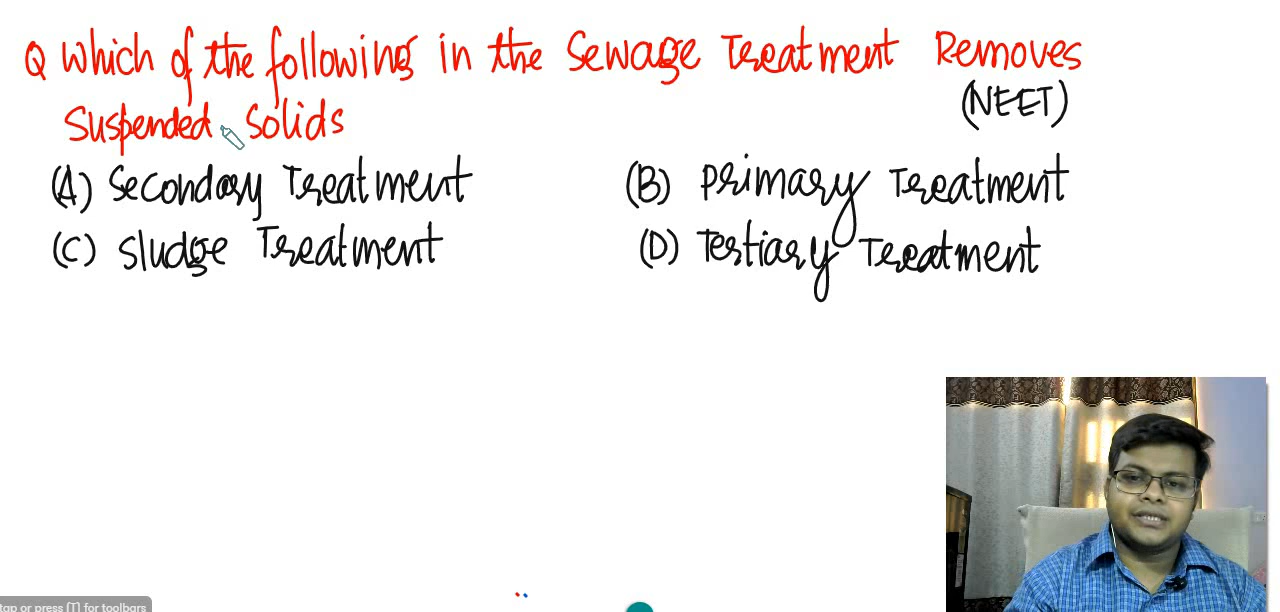 Q Which of the following in the Sewage Treatment Removes
Suspended Solids
(NEET)
(A) Secondary Treatment
(B) Primary Treatment
(C) Sludge Treatment
(D) Tertiary Treatment
tap or press [T] for toolbars